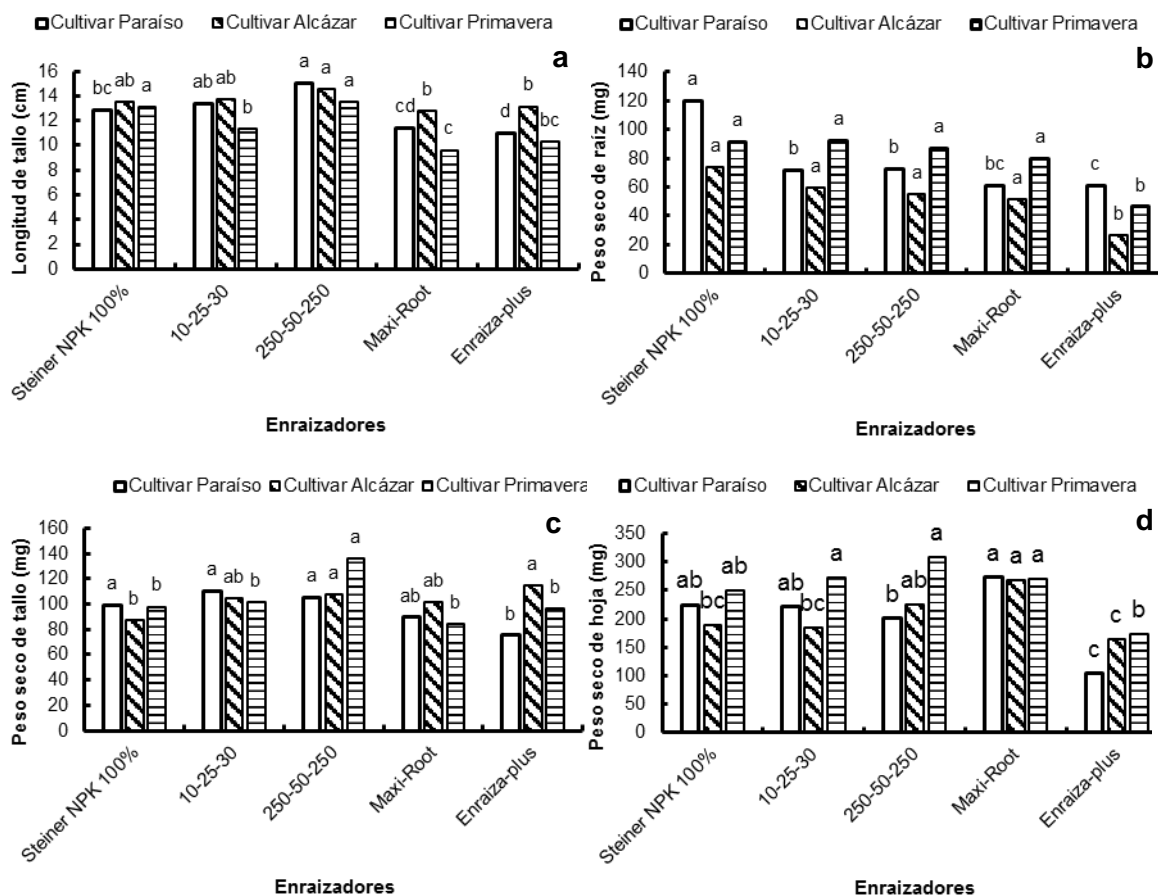 Cultivar Paraíso Cultivar Alcázar Cultivar Primavera
a
Longitud de tallo (cm)
16
14
12
10
8
6
4
2
0
bc ab a
ab ab b
a a a
cd b c
d b bc
Steiner NPK 100%
10-25-30
250-50-250
Maxi-Root
Enraiza-plus
Enraizadores
Cultivar Paraíso Cultivar Alcázar Cultivar Primavera
b
Peso seco de raíz (mg)
140
120
100
80
60
40
20
0
a a a
b a a
b a a
bc a a
c b b
Steiner NPK 100%
10-25-30
250-50-250
Maxi-Root
Enraiza-plus
Enraizadores
Cultivar Paraíso Cultivar Alcázar Cultivar Primavera
c
Peso seco de tallo (mg)
160
140
120
100
80
60
40
20
0
a b b
a ab b
a a a
ab ab b
b a b
Steiner NPK 100%
10-25-30
250-50-250
Maxi-Root
Enraiza-plus
Enraizadores
Cultivar Paraíso Cultivar Alcázar Cultivar Primavera
d
Peso seco de hoja (mg)
350
300
250
200
150
100
50
0
ab bc ab
ab bc a
b ab a
a a a
c c b
Steiner NPK 100%
10-25-30
250-50-250
Maxi-Root
Enraiza-plus
Enraizadores